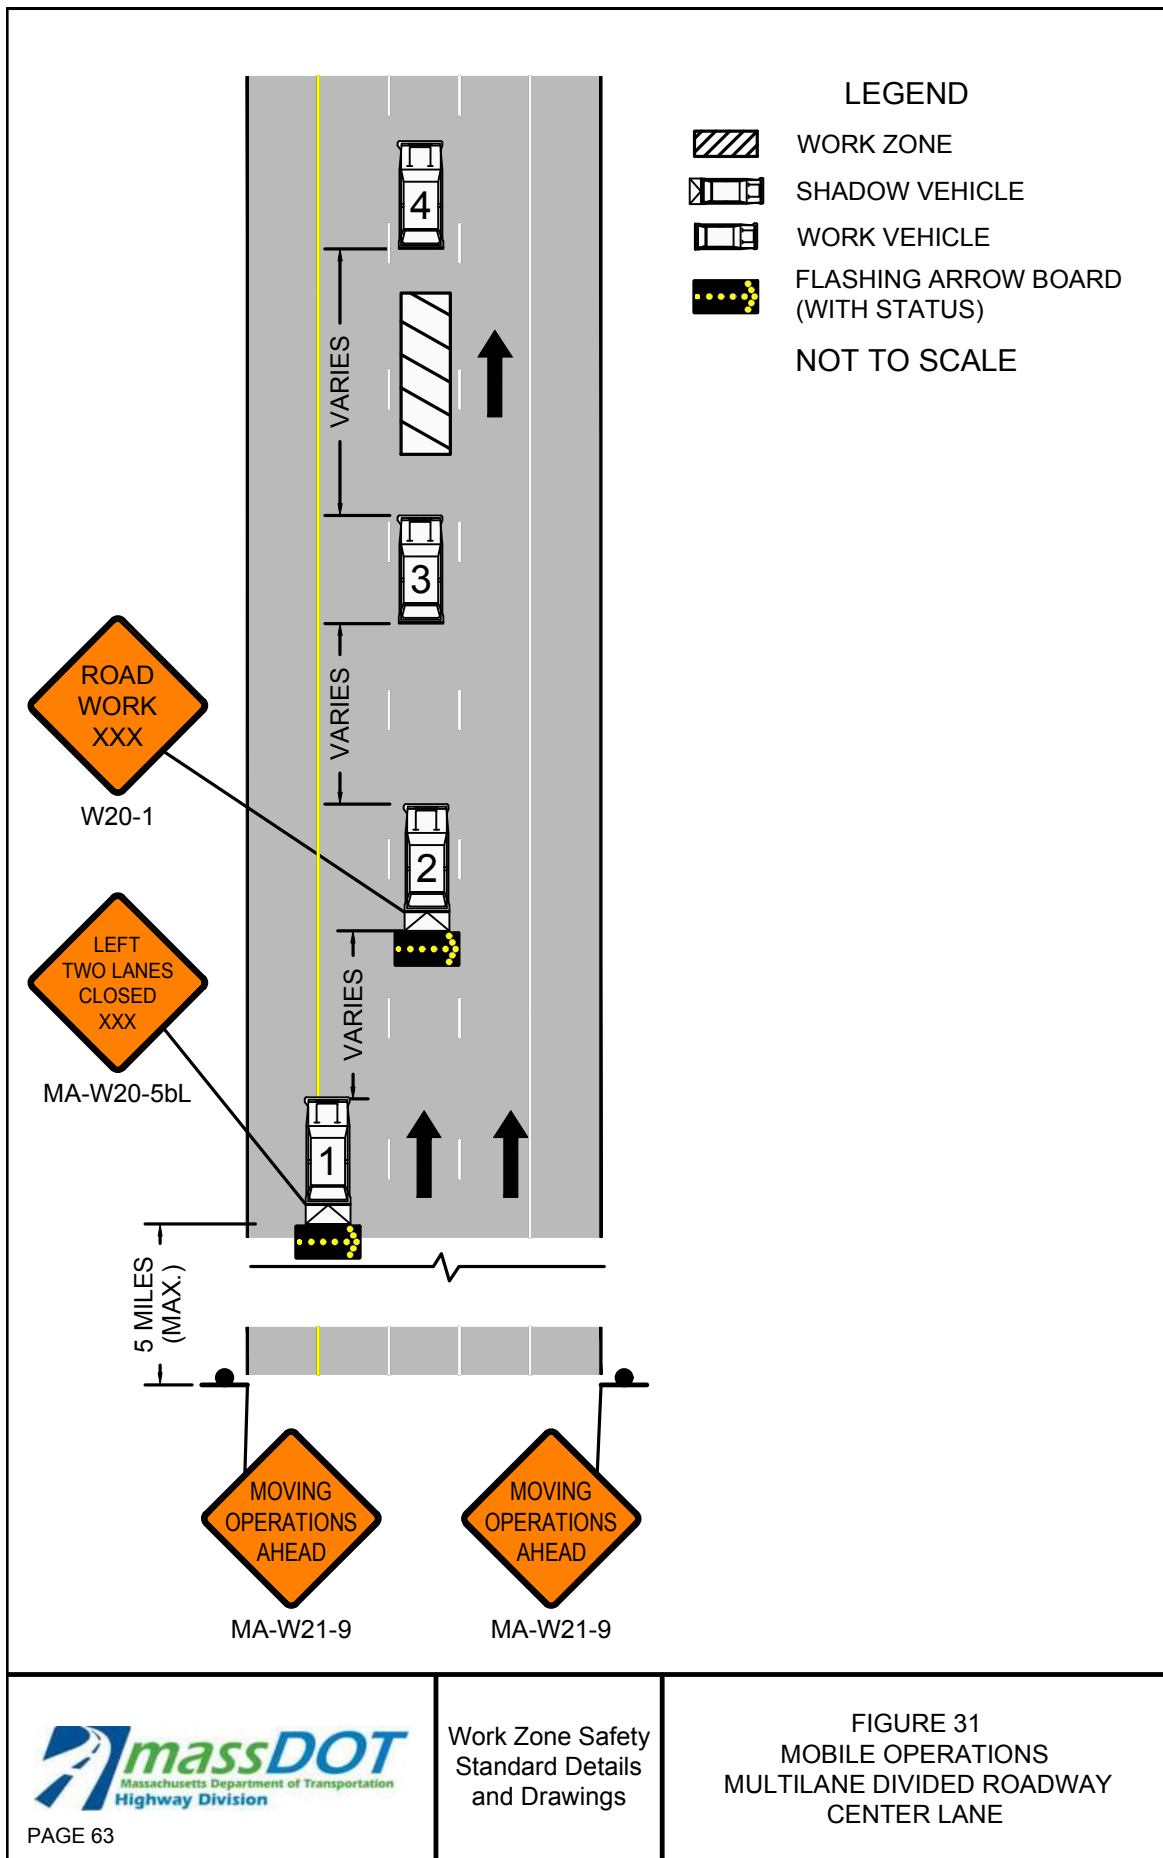 LEGEND
WORK ZONE
SHADOW VEHICLE
WORK VEHICLE
FLASHING ARROW BOARD
(WITH STATUS)
NOT TO SCALE
4
VARIES
3
VARIES
ROAD
WORK
XXX
W20-1
2
LEFT
TWO LANES
CLOSED
XXX
MA-W20-5bL
VARIES
1
5 MILES
(MAX.)
MOVING
OPERATIONS
AHEAD
MA-W21-9
MOVING
OPERATIONS
AHEAD
MA-W21-9
massDOT
Massachusetts Department of Transportation
Highway Division
PAGE 63
Work Zone Safety
Standard Details
and Drawings
FIGURE 31
MOBILE OPERATIONS
MULTILANE DIVIDED ROADWAY
CENTER LANE